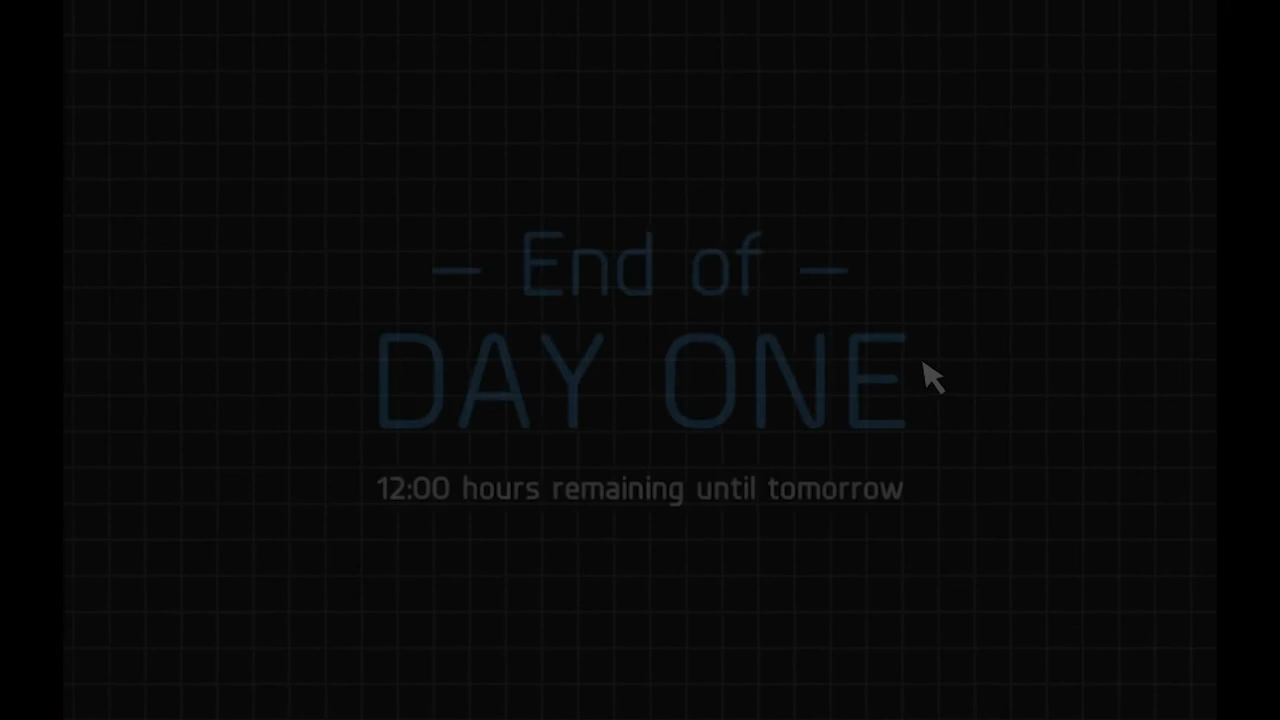 — End of —
DAY ONE
12:00 hours remaining until tomorrow